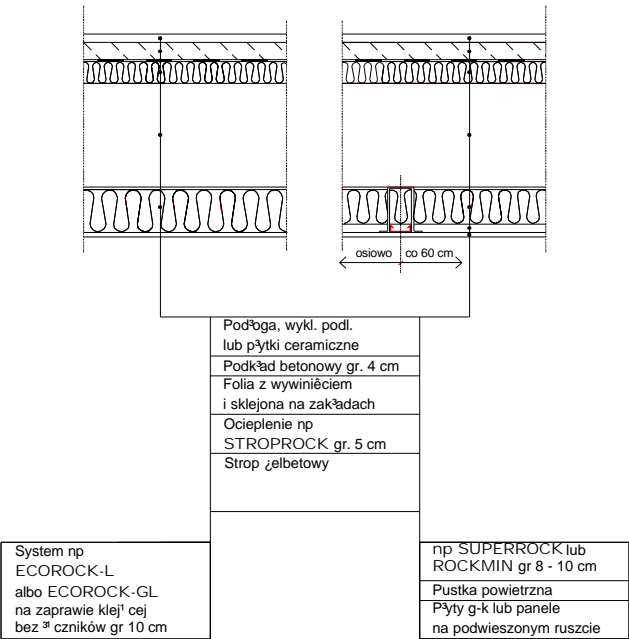 osiowo co 60 cm
Pod³oga, wykl. podl.
lub p³ytki ceramiczne
Podk³ad betonowy gr. 4 cm
Folia z wywiniêciem
i sklejona na zak³adach
Ocieplenie np
STROPROCK gr. 5 cm
Strop ¿elbetowy
System np
ECOROCK-L
albo ECOROCK-GL
na zaprawie klej¹ cej
bez ³¹ czników gr 10 cm
np SUPERROCK lub
ROCKMIN gr 8 - 10 cm
Pustka powietrzna
P³yty g-k lub panele
na podwieszonym ruszcie